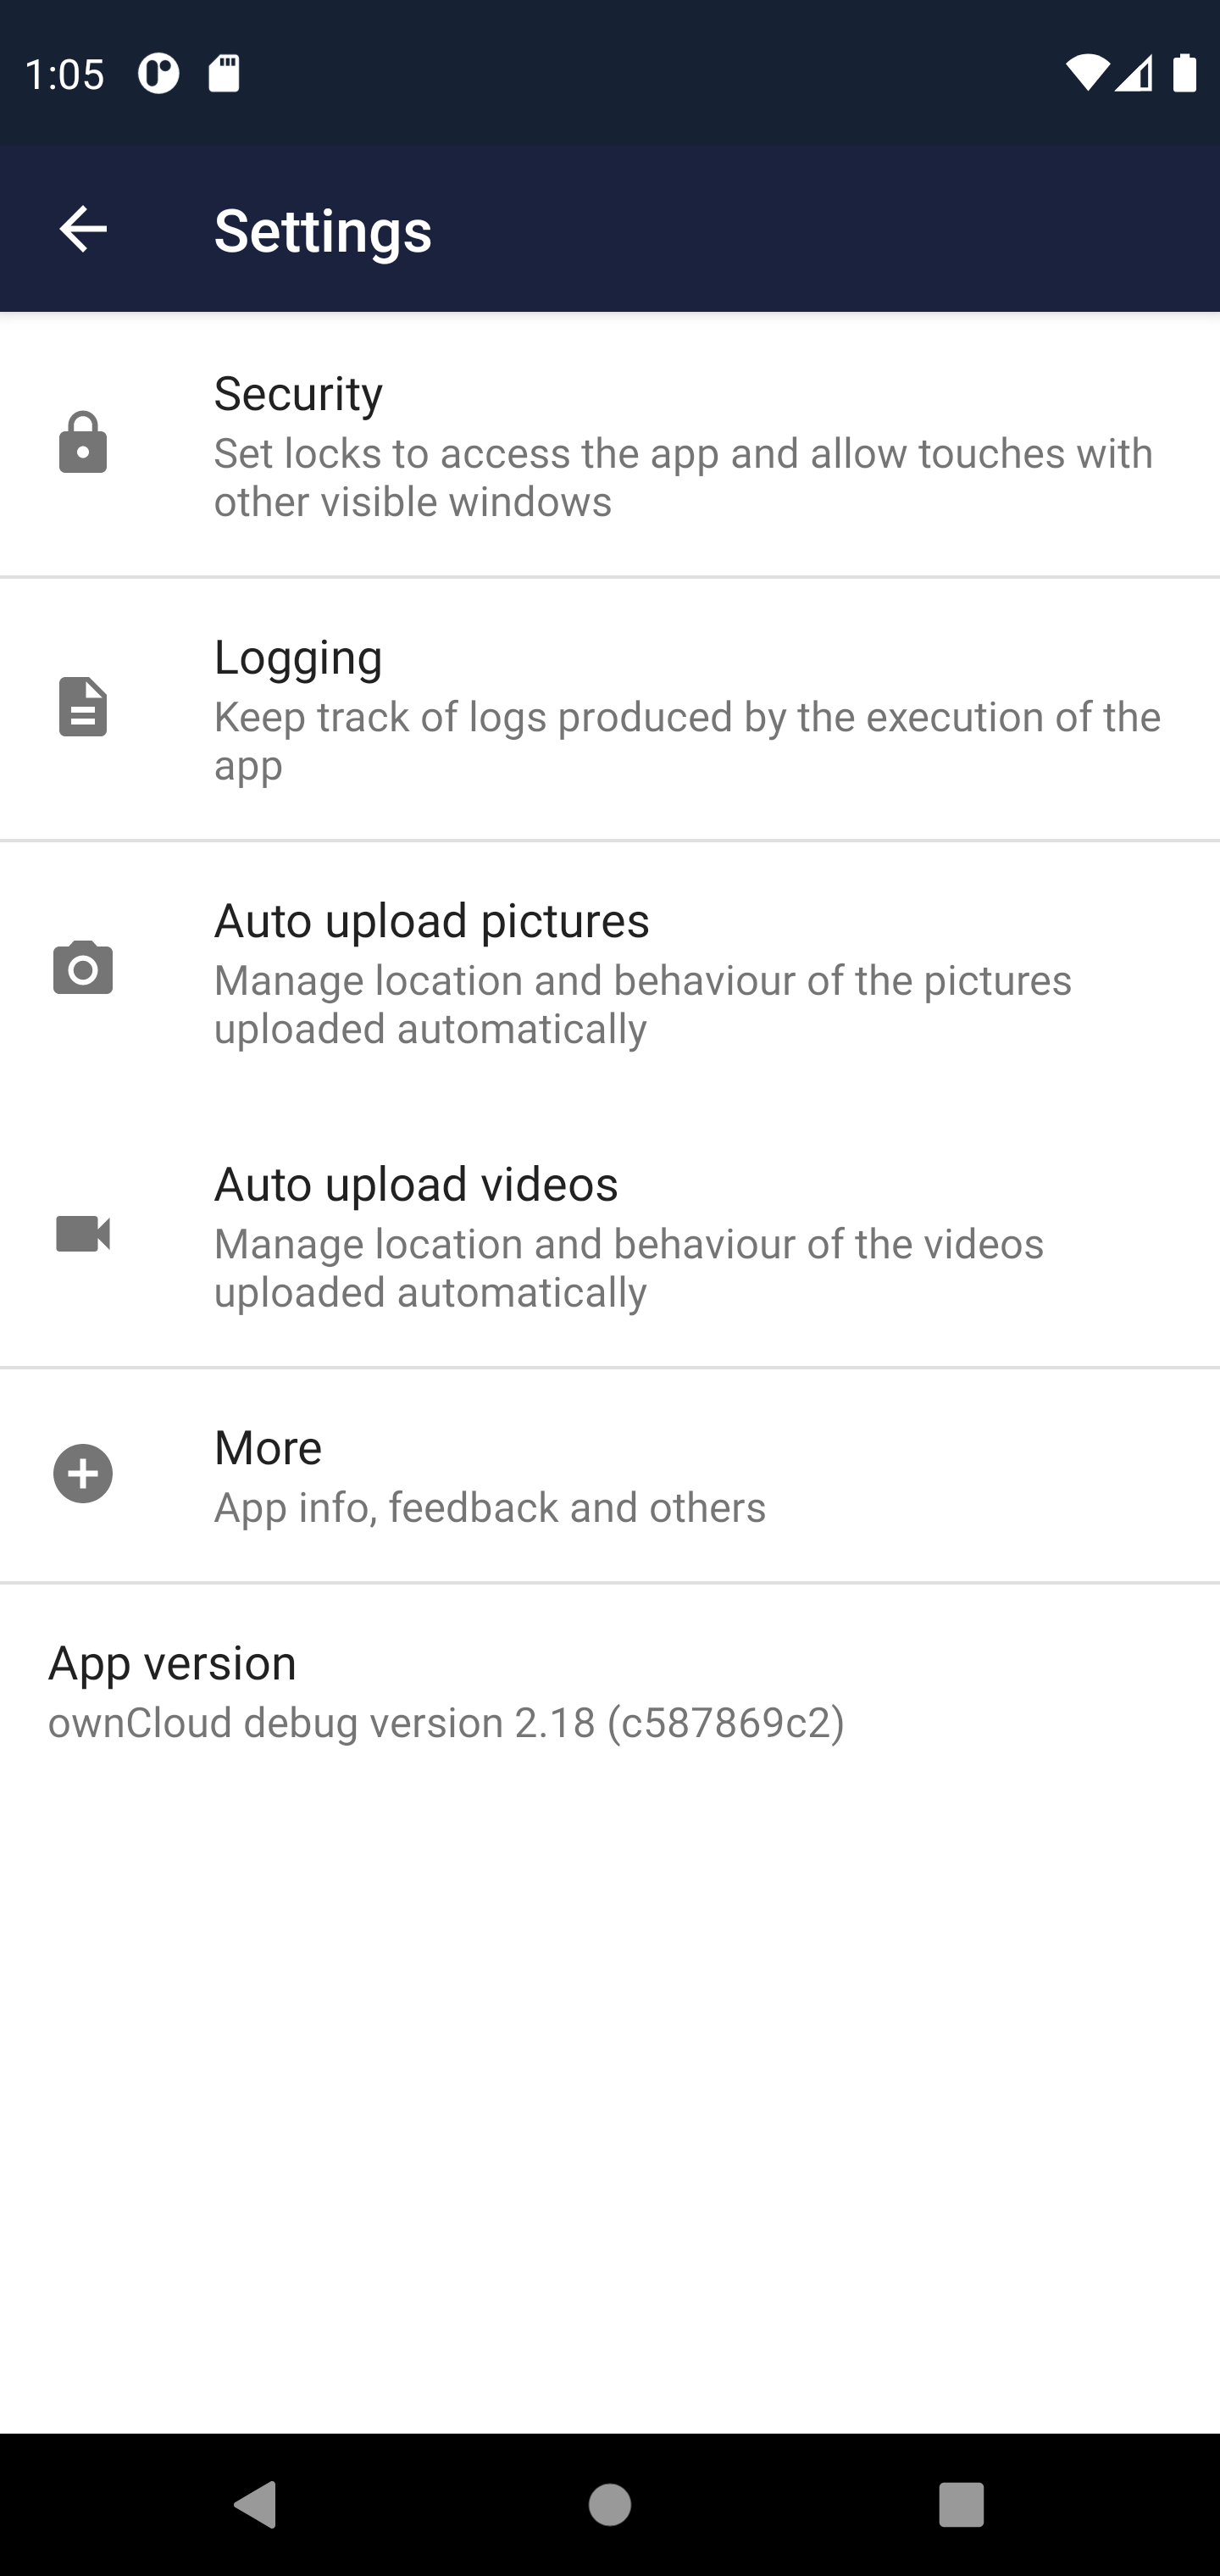 1:05
Settings
Security
Set locks to access the app and allow touches with
other visible windows
Logging
Keep track of logs produced by the execution of the
app
Auto upload pictures
Manage location and behaviour of the pictures
uploaded automatically
Auto upload videos
Manage location and behaviour of the videos
uploaded automatically
More
App info, feedback and others
App version
ownCloud debug version 2.18 (c587869c2)